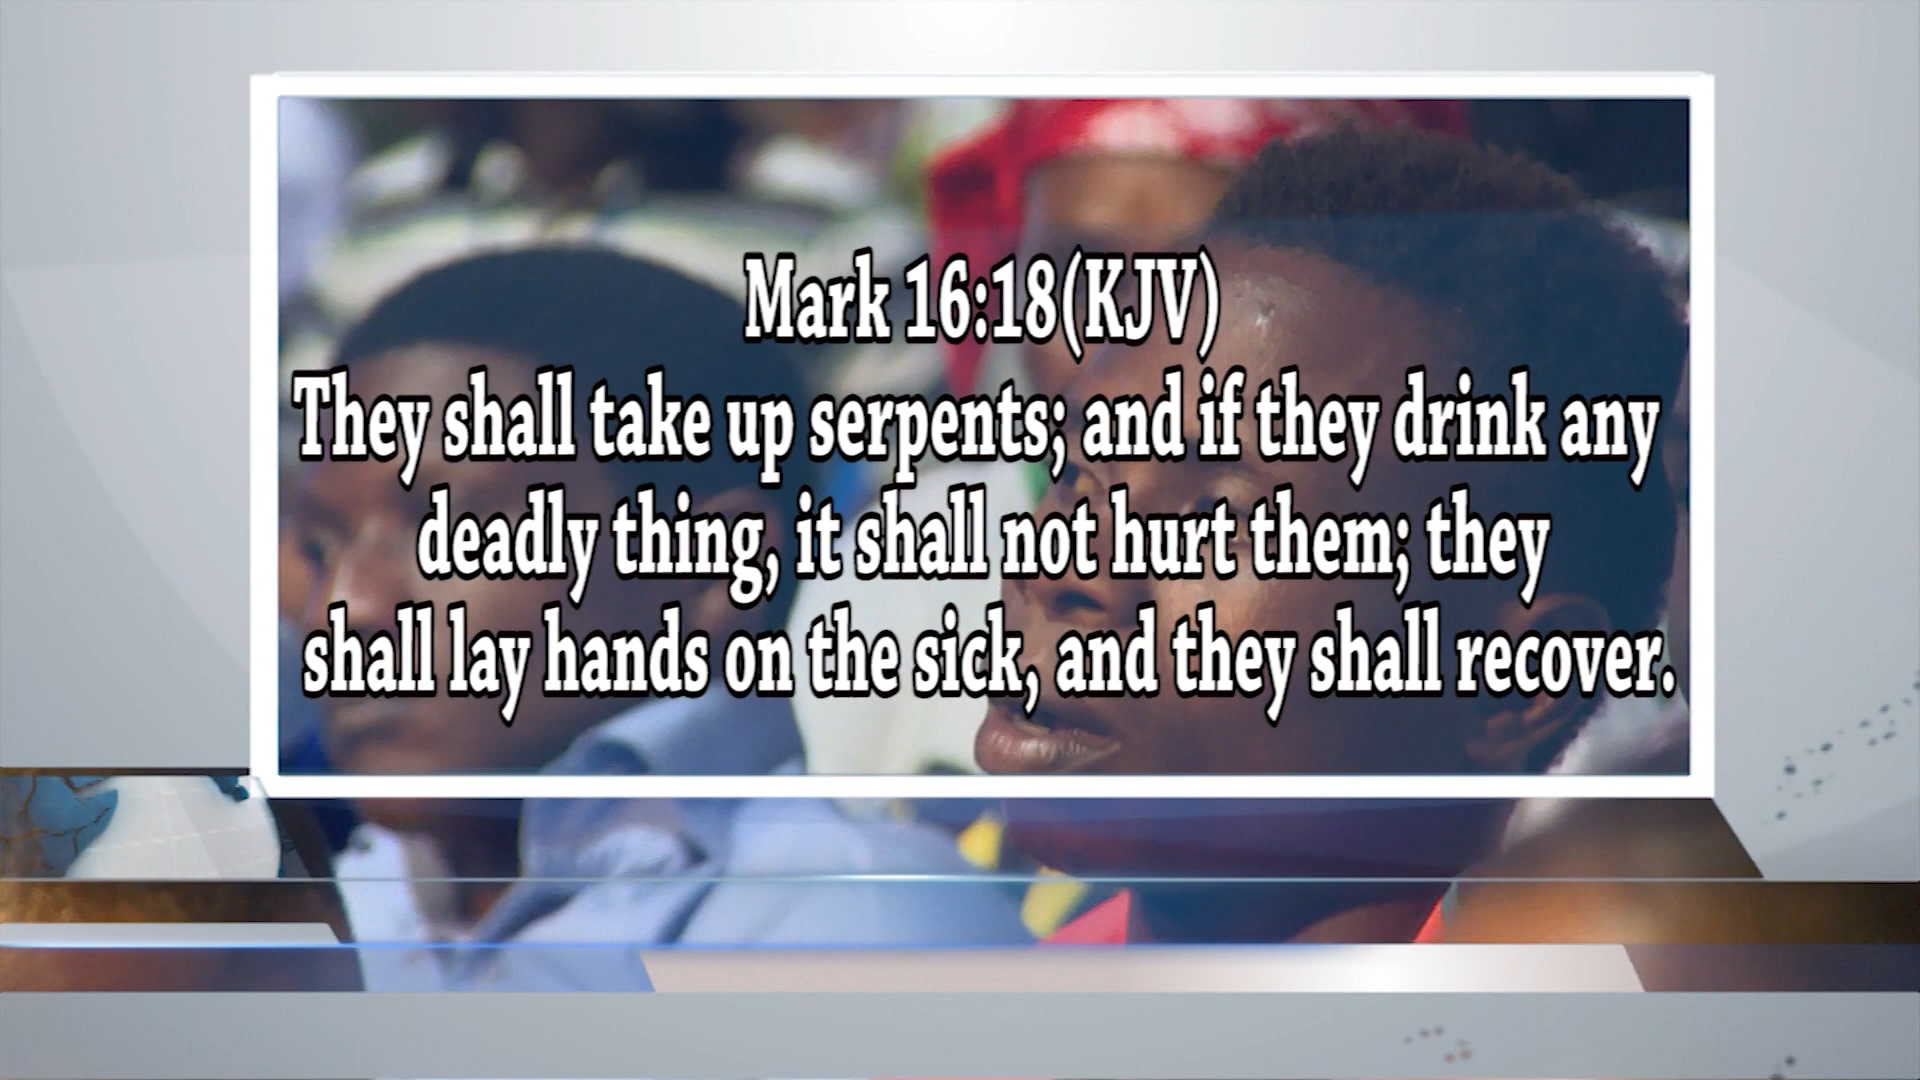 Mark 16:18(KJV)
They shall take up serpents; and if they drink any
deadly thing, it shall not hurt them; they
shall lay hands on the sick, and they shall recover.